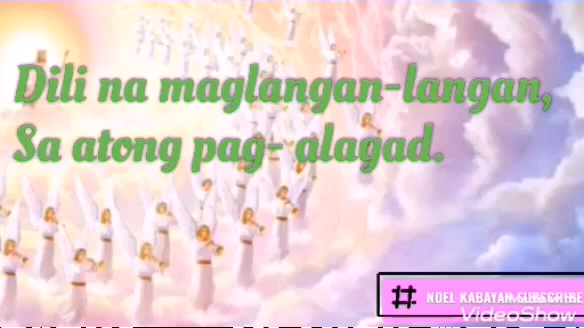 Dili na maglangan-langan,
Sa atong pag- alagad.
# NOEL KABAYAN SUBSCRIBE
VideoShow